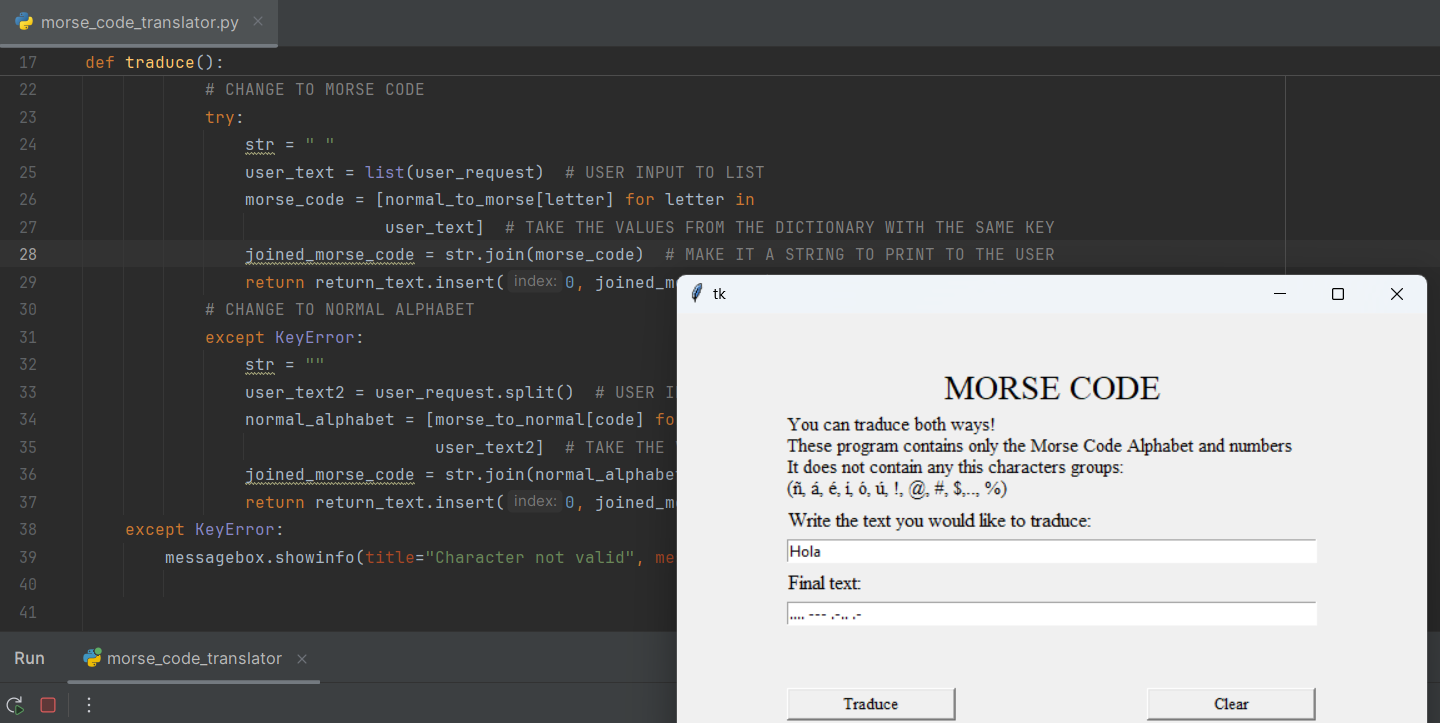 morse_code_translator.py
17 def traduce():
22 # CHANGE TO MORSE CODE
23 try:
24 str = " "
25 user_text = list(user_request)  # USER INPUT TO LIST
26 morse_code = [normal_to_morse[letter] for letter in
27 user_text]  # TAKE THE VALUES FROM THE DICTIONARY WITH THE SAME KEY
28 joined_morse_code = str.join(morse_code)  # MAKE IT A STRING TO PRINT TO THE USER
29 return return_text.insert( index: 0, joined_m
30 # CHANGE TO NORMAL ALPHABET
31 except KeyError:
32 str = ""
33 user_text2 = user_request.split()  # USER I
34 normal_alphabet = [morse_to_normal[code] fo
35 user_text2]  # TAKE THE
36 joined_morse_code = str.join(normal_alphabe
37 return return_text.insert( index: 0, joined_m
38 except KeyError:
39 messagebox.showinfo(title="Character not valid", me
40
41
tk
MORSE CODE
You can traduce both ways!
These program contains only the Morse Code Alphabet and numbers
It does not contain any this characters groups:
(ñ, á, é, í, ó, ú, !, @, #, $,.., %)
Write the text you would like to traduce:
Hola
Final text:
.... --- .-.. .-
Traduce Clear
Run morse_code_translator